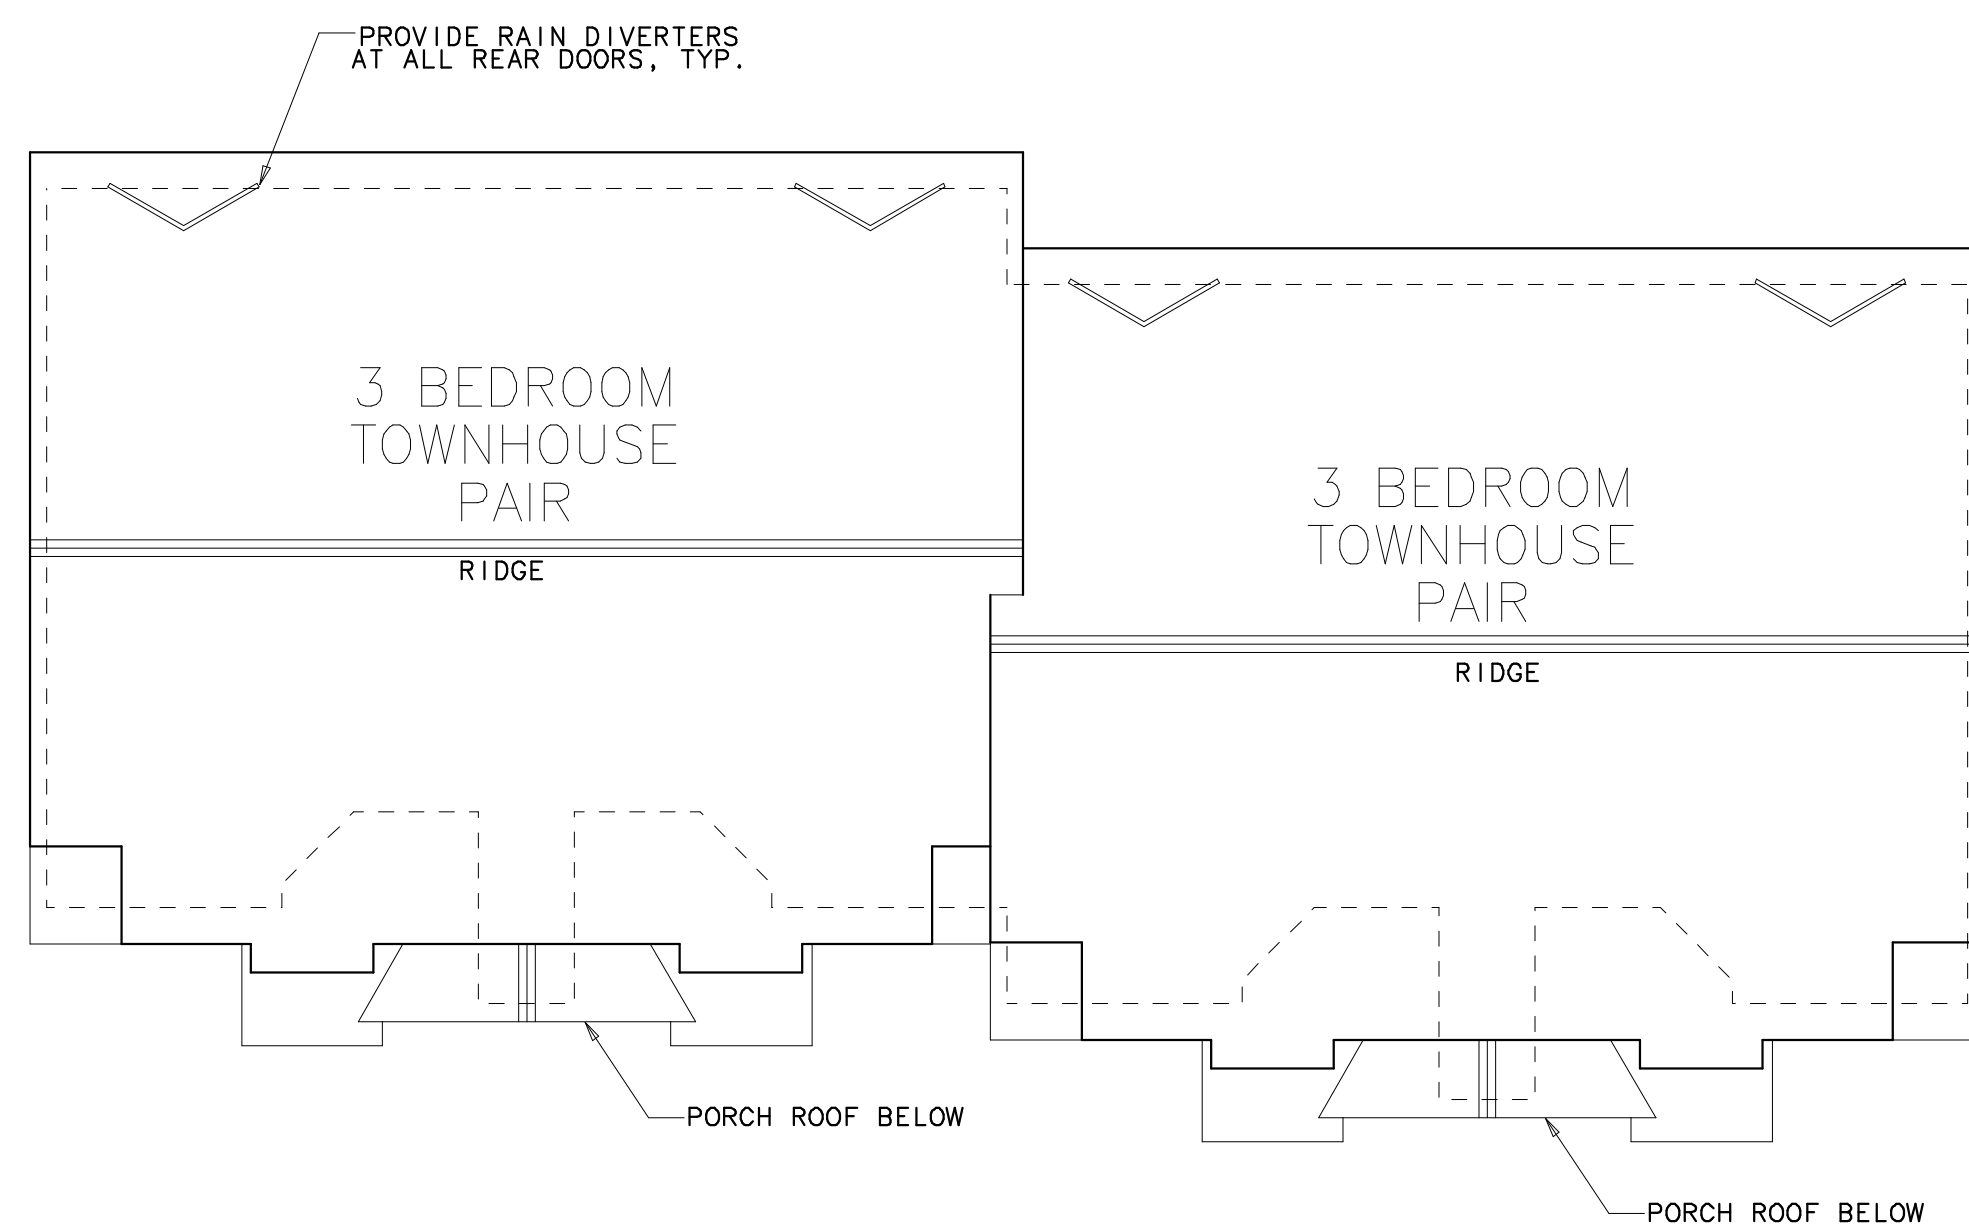 PROVIDE RAIN DIVERTERS
AT ALL REAR DOORS, TYP.
3 BEDROOM
TOWNHOUSE
PAIR
RIDGE
3 BEDROOM
TOWNHOUSE
PAIR
RIDGE
PORCH ROOF BELOW
PORCH ROOF BELOW